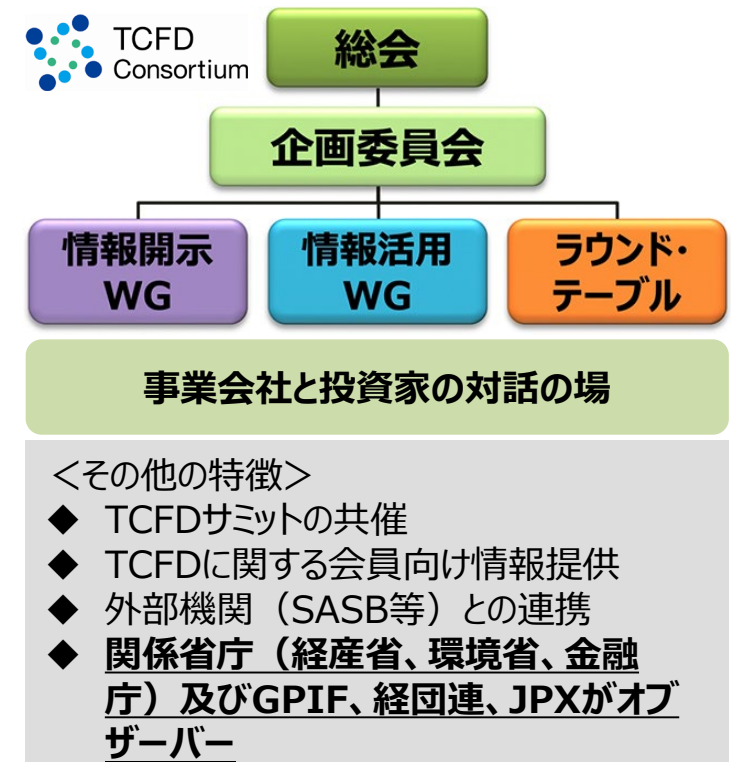 TCFD
Consortium
総会
企画委員会
情報開示
WG
情報活用
WG
ラウンド・
テーブル
事業会社と投資家の対話の場
＜その他の特徴＞
◆ TCFDサミットの共催
◆ TCFDに関する会員向け情報提供
◆ 外部機関（SASB等）との連携
◆ 関係省庁（経産省、環境省、金融
庁）及びGPIF、経団連、JPXがオブ
ザーバー